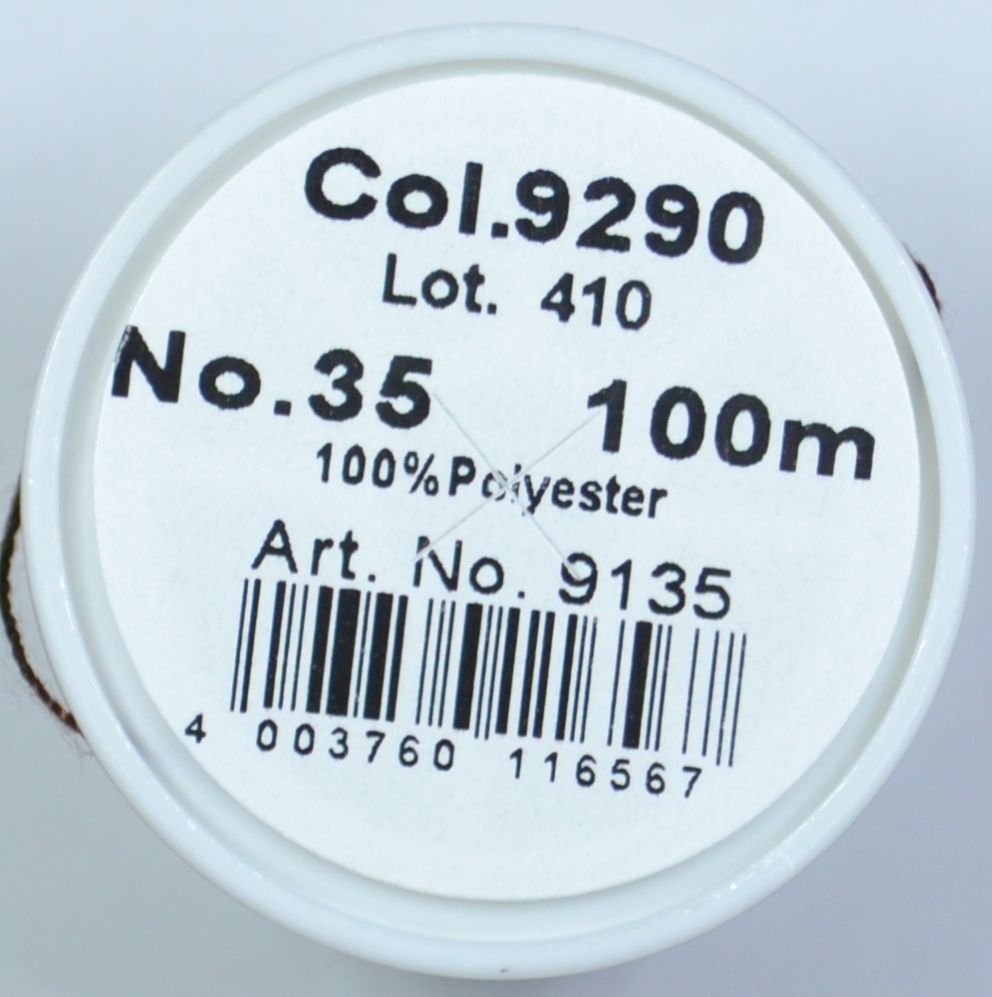 Col.9290
Lot. 410
No.35 100m
100%Polyester
Art. No. 9135
4 003760 116567